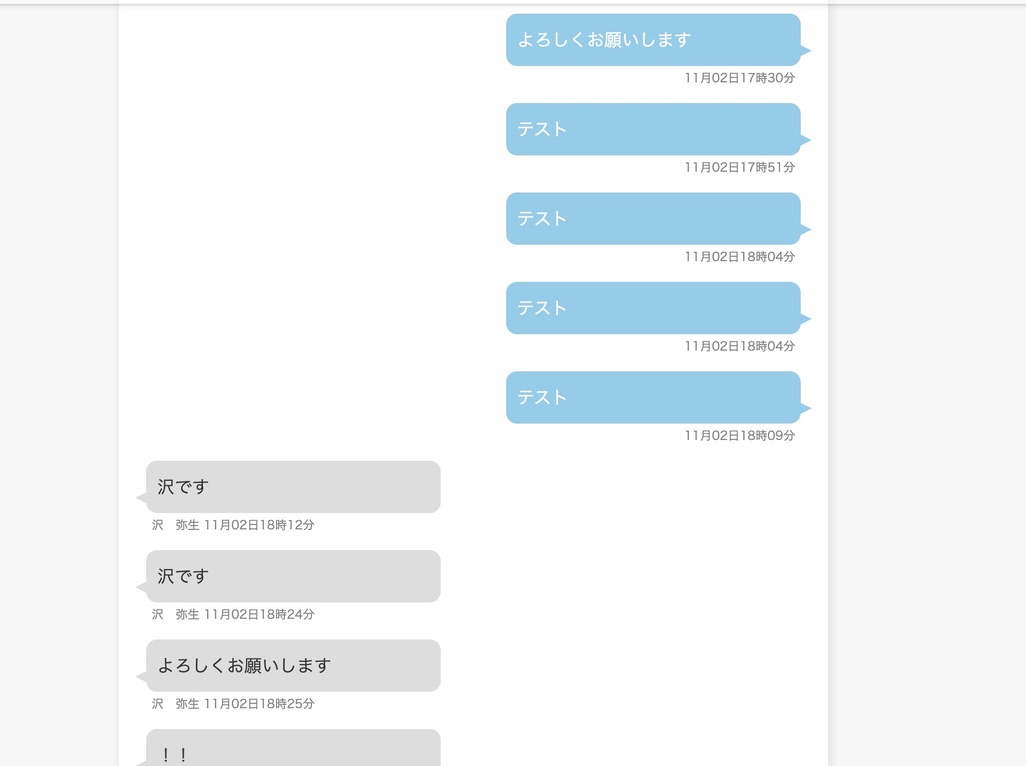 よろしくお願いします
11月02日17時30分
テスト
11月02日17時51分
テスト
11月02日18時04分
テスト
11月02日18時04分
テスト
11月02日18時09分
沢です
沢　弥生 11月02日18時12分
沢です
沢　弥生 11月02日18時24分
よろしくお願いします
沢　弥生 11月02日18時25分
！！